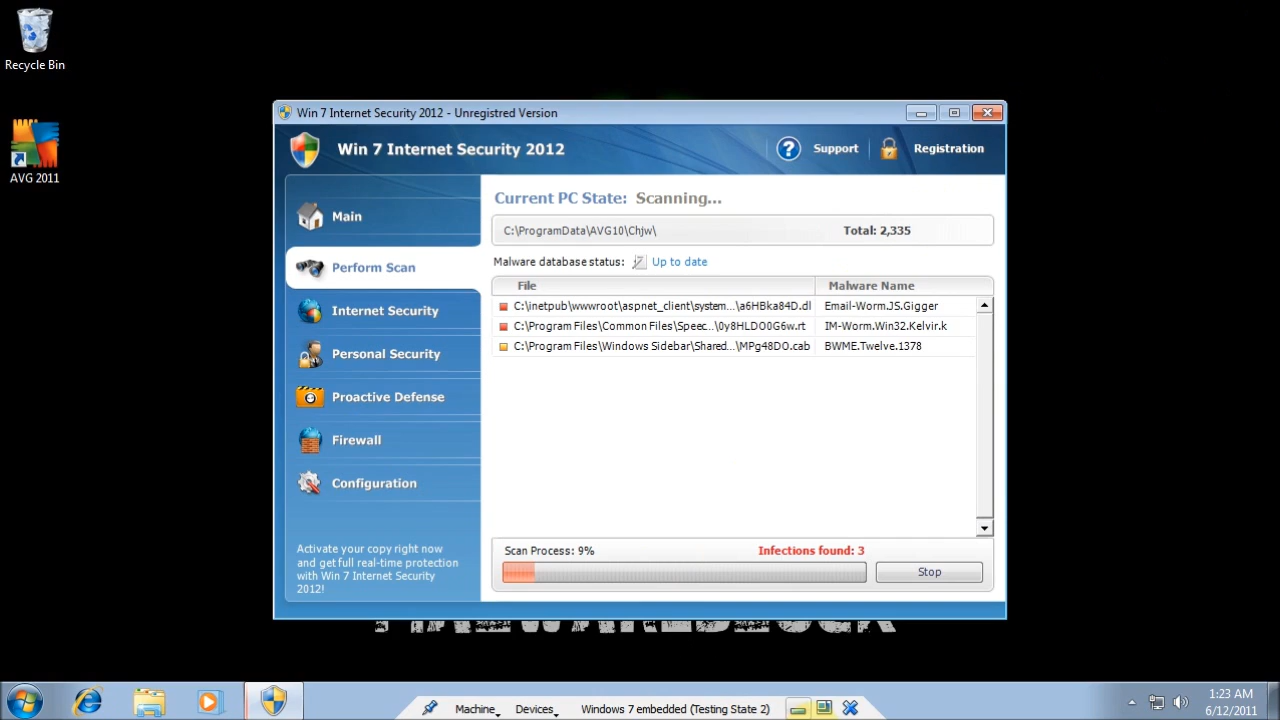 Recycle Bin
AVG 2011
Win 7 Internet Security 2012 - Unregistred Version
Win 7 Internet Security 2012
Support
Registration
Main
Perform Scan
Internet Security
Personal Security
Proactive Defense
Firewall
Configuration
Activate your copy right now
and get full real-time protection
with Win 7 Internet Security
2012!
Current PC State: Scanning...
C:\ProgramData\AVG10\Chjw\ Total: 2,335
Malware database status: Up to date
File Malware Name
C:\inetpub\wwwroot\aspnet_client\system...\a6HBka84D.dl Email-Worm.JS.Gigger
C:\Program Files\Common Files\Speec...\0y8HLDO0G6w.rt IM-Worm.Win32.Kelvir.k
C:\Program Files\Windows Sidebar\Shared...\MPg48DO.cab BWME.Twelve.1378
Scan Process: 9% Infections found: 3
Stop
Machine Devices Windows 7 embedded (Testing State 2)
1:23 AM
6/12/2011